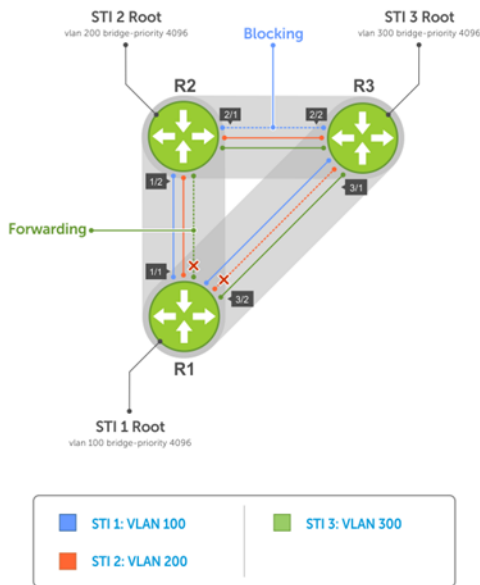 STI 2 Root
vlan 200 bridge-priority 4096
STI 3 Root
vlan 300 bridge-priority 4096
Blocking
R2
R3
2/1
2/2
1/2
3/1
Forwarding
1/1
3/2
R1
STI 1 Root
vlan 100 bridge-priority 4096
STI 1: VLAN 100
STI 3: VLAN 300
STI 2: VLAN 200